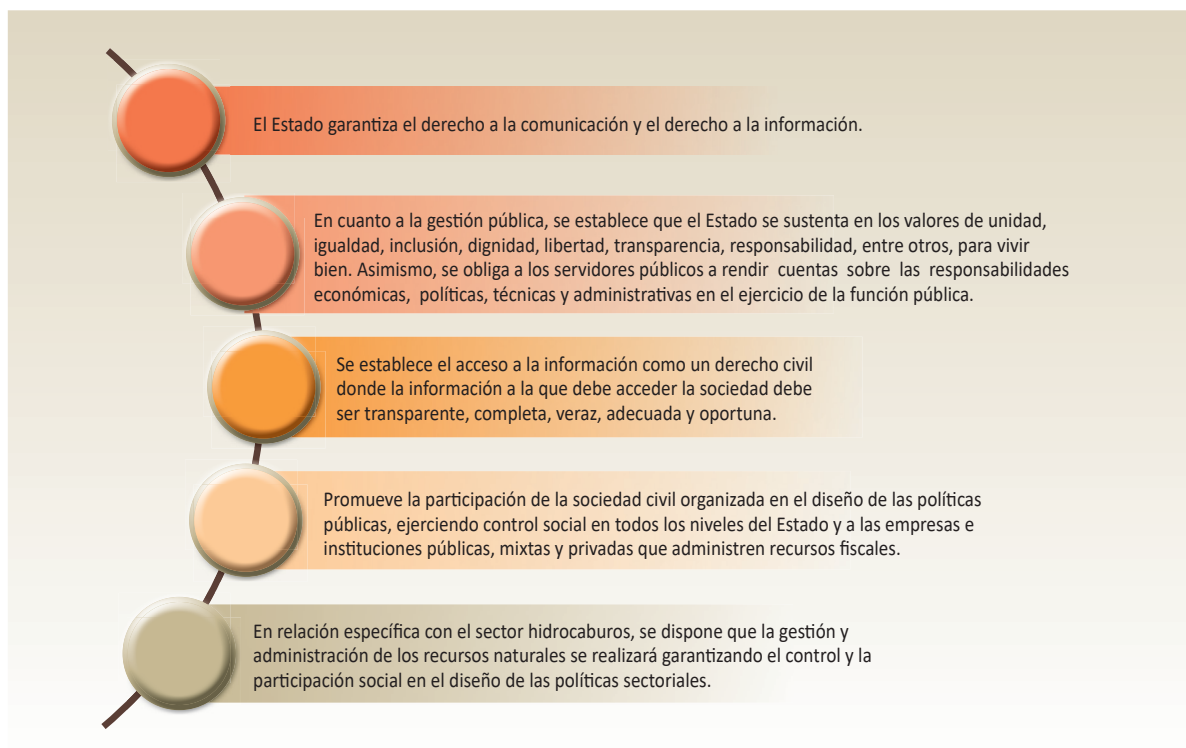 El Estado garantiza el derecho a la comunicación y el derecho a la información.
En cuanto a la gestión pública, se establece que el Estado se sustenta en los valores de unidad,
igualdad, inclusión, dignidad, libertad, transparencia, responsabilidad, entre otros, para vivir
bien. Asimismo, se obliga a los servidores públicos a rendir cuentas sobre las responsabilidades
económicas, políticas, técnicas y administrativas en el ejercicio de la función pública.
Se establece el acceso a la información como un derecho civil
donde la información a la que debe acceder la sociedad debe
ser transparente, completa, veraz, adecuada y oportuna.
Promueve la participación de la sociedad civil organizada en el diseño de las políticas
públicas, ejerciendo control social en todos los niveles del Estado y a las empresas e
instituciones públicas, mixtas y privadas que administren recursos fiscales.
En relación específica con el sector hidrocaburos, se dispone que la gestión y
administración de los recursos naturales se realizará garantizando el control y la
participación social en el diseño de las políticas sectoriales.